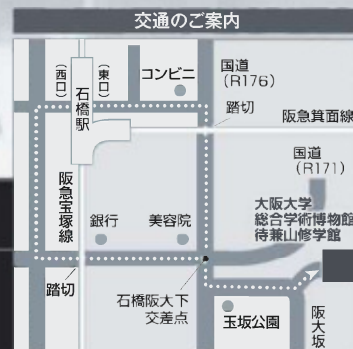 交通のご案内
(西口)
石橋駅
(東口)
コンビニ
国道
(R176)
踏切
阪急箕面線
国道
(R171)
阪急宝塚線
銀行
美容院
大阪大学
総合学術博物館
待兼山修学館
踏切
石橋阪大下
交差点
玉坂公園
阪大坂